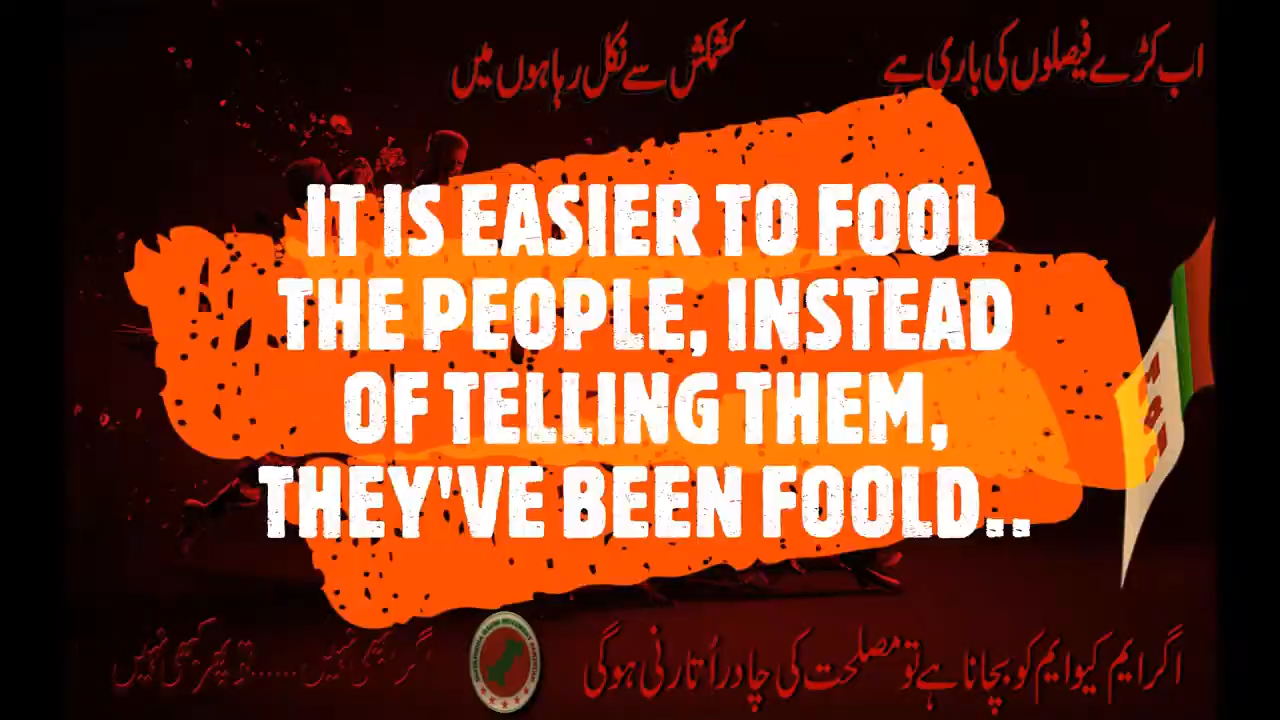 اب کڑے فیصلوں کی باری ہے
کشمکش سے نکل رہا ہوں میں
IT IS EASIER TO FOOL
THE PEOPLE, INSTEAD
OF TELLING THEM,
THEY'VE BEEN FOOLD..
اگر ایم کیو ایم کو بچانا ہے تو مصلحت کی چادر اُتارنی ہوگی
نہیں......تو پھر کبھی نہیں